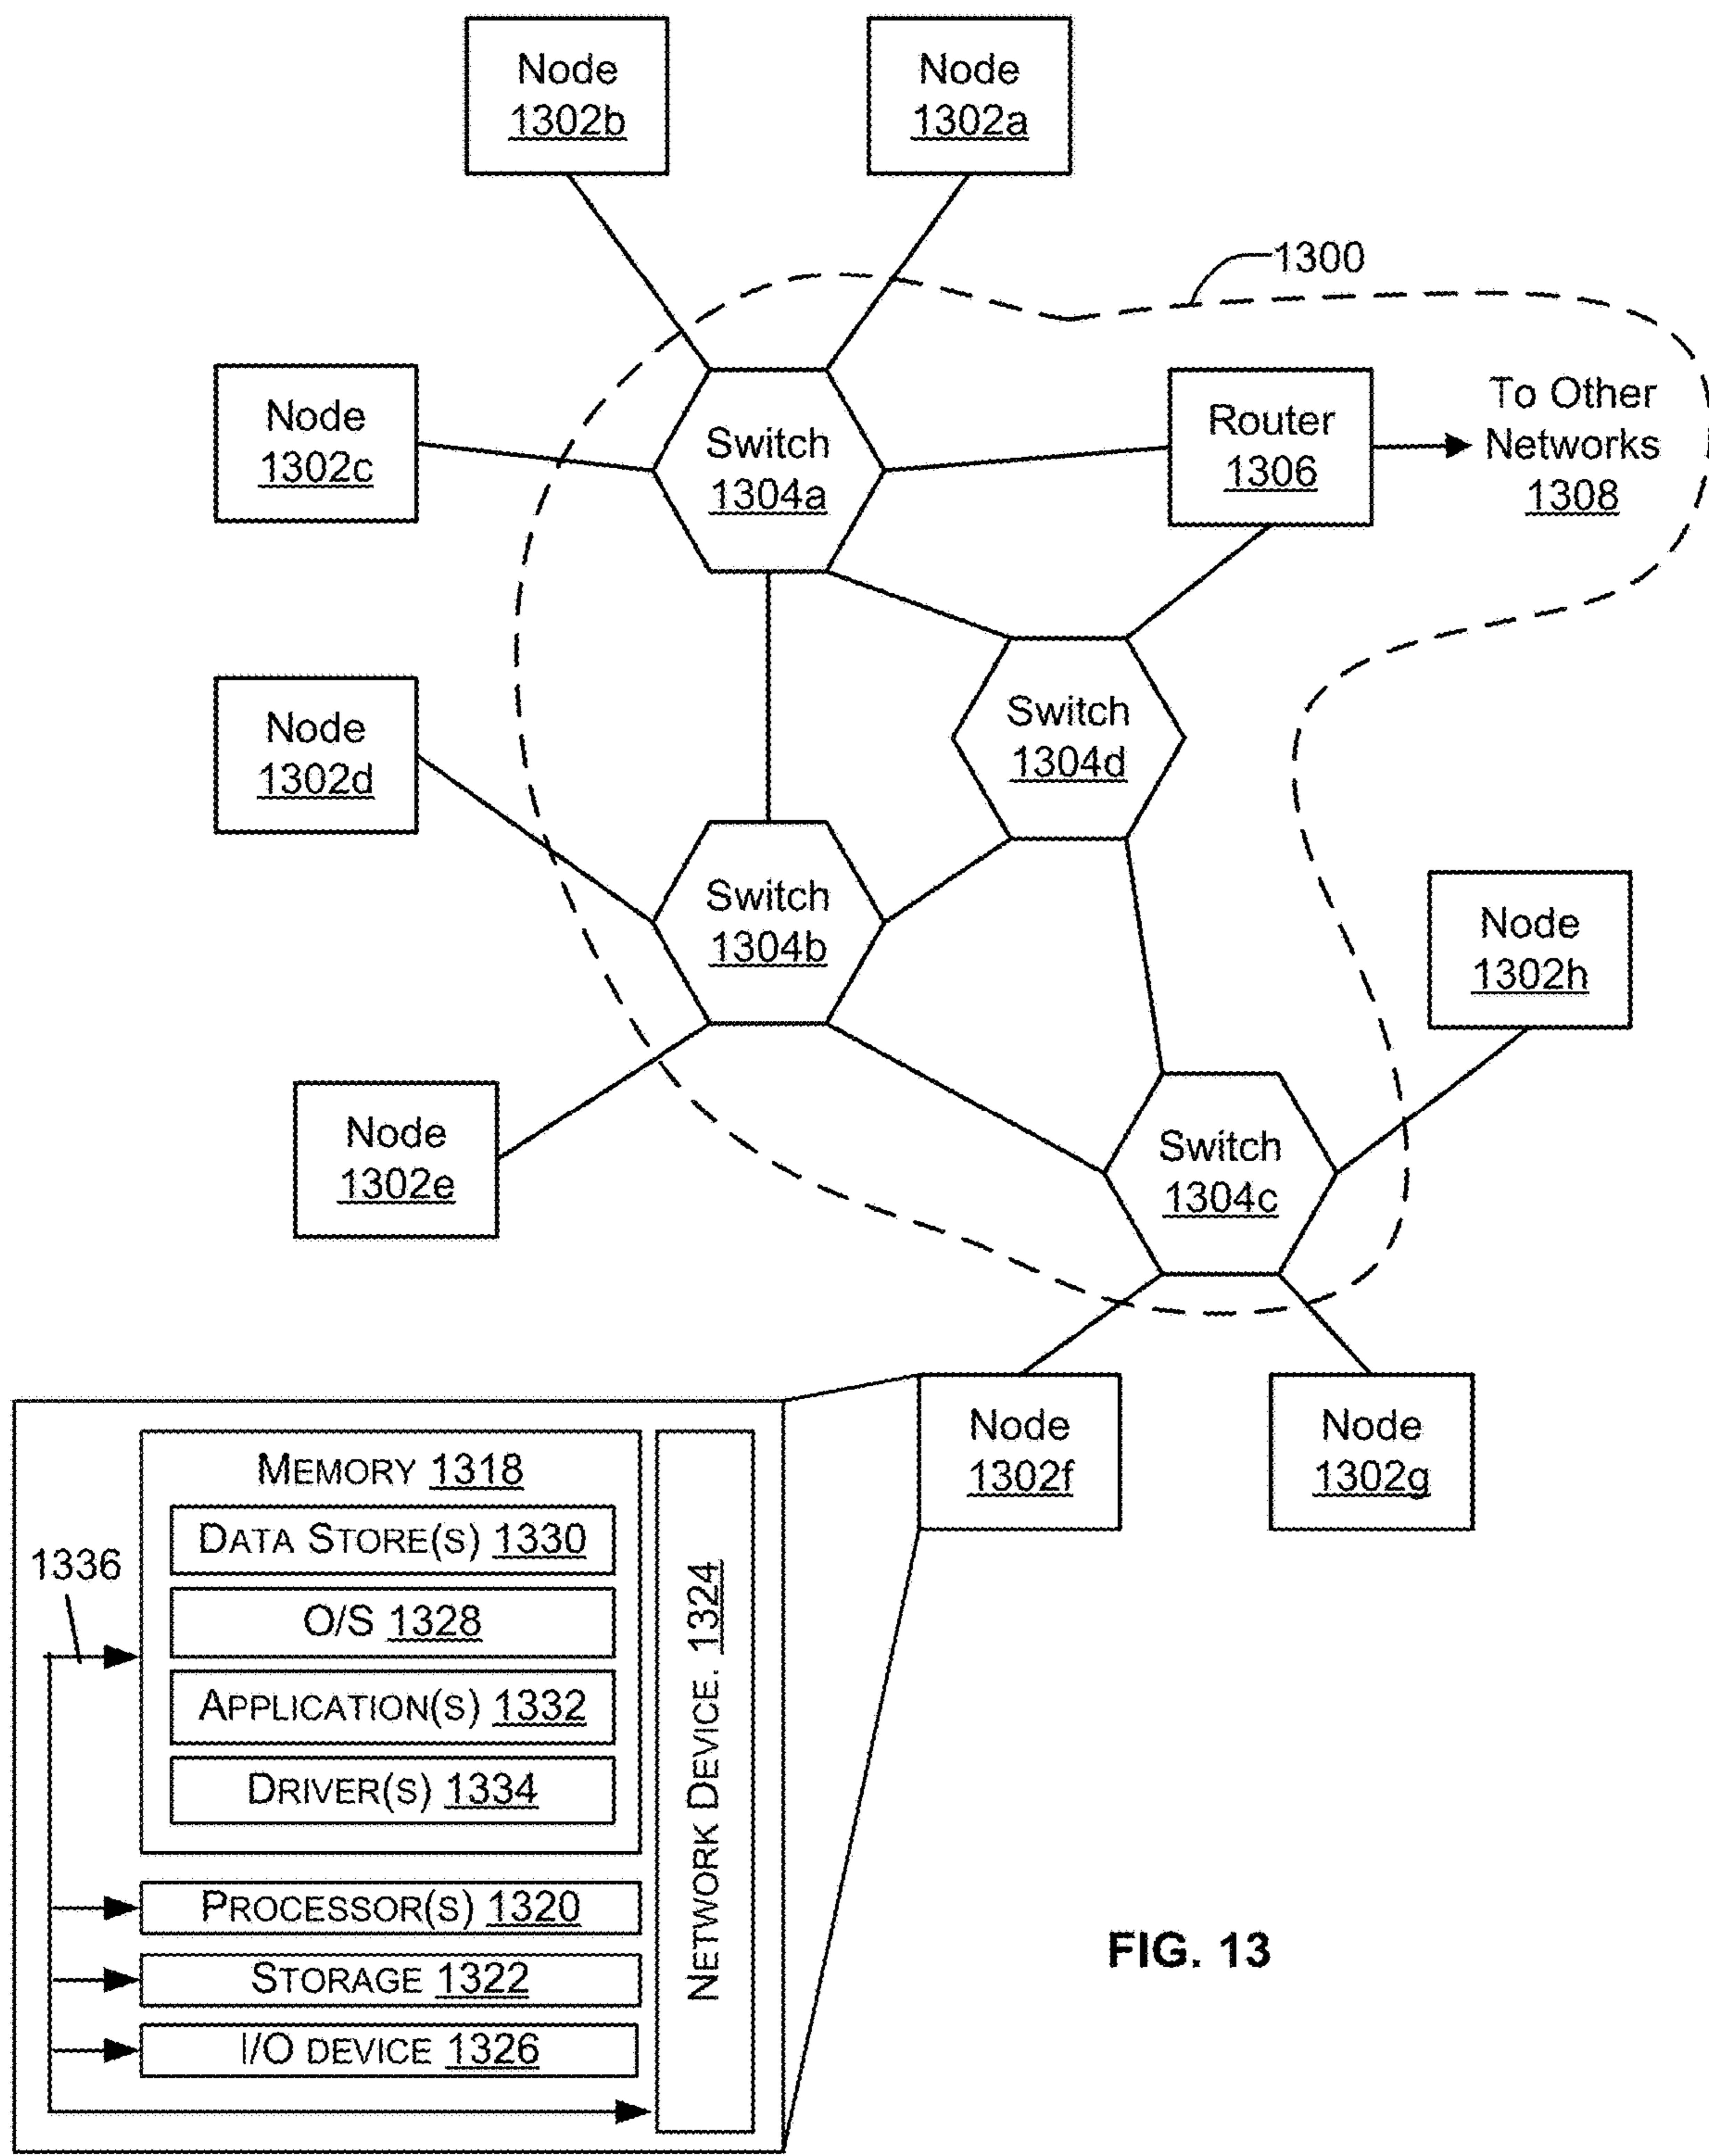 Node
1302b
Node
1302a
1300
Node
1302c
Switch
1304a
Router
1306
To Other
Networks
1308
Node
1302d
Switch
1304d
Switch
1304b
Node
1302h
Node
1302e
Switch
1304c
Node
1302f
Node
1302g
MEMORY 1318
DATA STORE(S) 1330
1336
O/S 1328
APPLICATION(S) 1332
DRIVER(S) 1334
NETWORK DEVICE. 1324
PROCESSOR(S) 1320
STORAGE 1322
I/O DEVICE 1326
FIG. 13